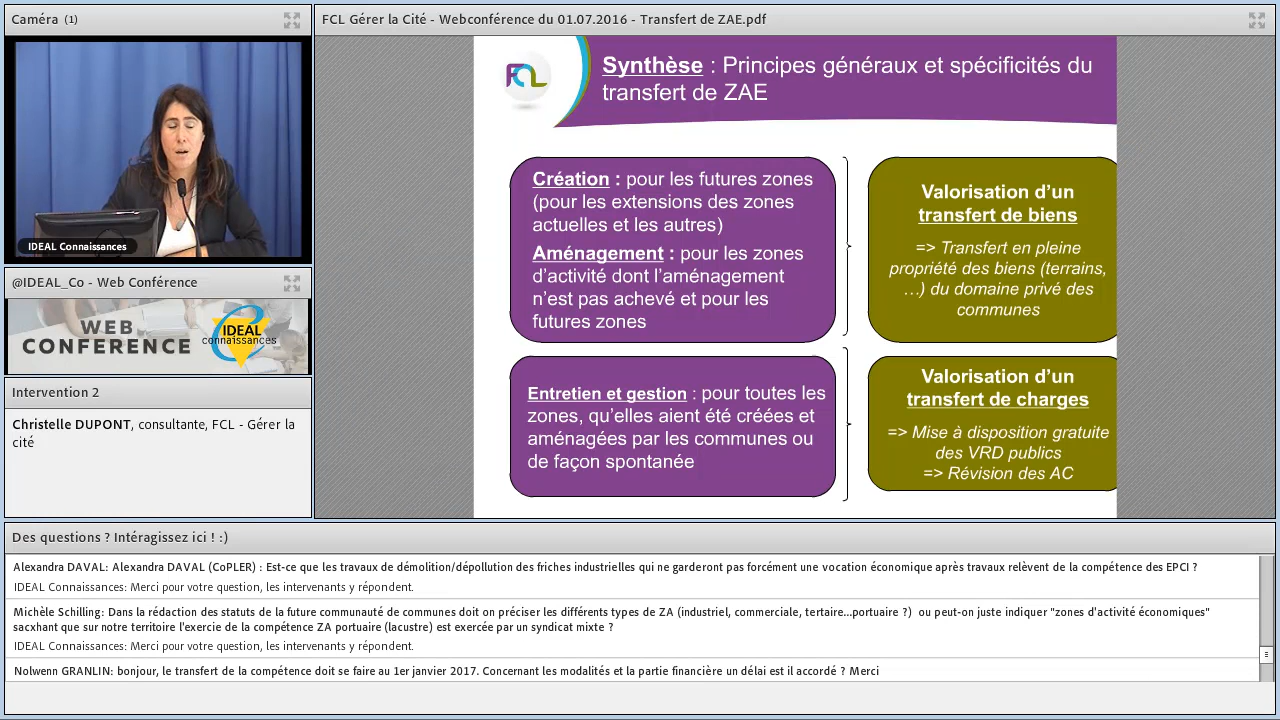 Caméra (1)
IDEAL Connaissances
@IDEAL_Co - Web Conférence
WEB
CONFERENCE
IDEAL
connaissances
Intervention 2
Christelle DUPONT, consultante, FCL - Gérer la
cité
FCL Gérer la Cité - Webconférence du 01.07.2016 - Transfert de ZAE.pdf
FCL
Synthèse : Principes généraux et spécificités du
transfert de ZAE
Création : pour les futures zones
(pour les extensions des zones
actuelles et les autres)
Aménagement : pour les zones
d'activité dont l'aménagement
n'est pas achevé et pour les
futures zones
Valorisation d'un
transfert de biens
=> Transfert en pleine
propriété des biens (terrains,
…) du domaine privé des
communes
Entretien et gestion : pour toutes les
zones, qu'elles aient été créées et
aménagées par les communes ou
de façon spontanée
Valorisation d'un
transfert de charges
=> Mise à disposition gratuite
des VRD publics
=> Révision des AC
Des questions ? Intéragissez ici ! :)
Alexandra DAVAL: Alexandra DAVAL (CoPLER) : Est-ce que les travaux de démolition/dépollution des friches industrielles qui ne garderont pas forcément une vocation économique après travaux relèvent de la compétence des EPCI ?
IDEAL Connaissances: Merci pour votre question, les intervenants y répondent.
Michèle Schilling: Dans la rédaction des statuts de la future communauté de communes doit on préciser les différents types de ZA (industriel, commerciale, tertaire...portuaire ?) ou peut-on juste indiquer "zones d'activité économiques"
sacxhant que sur notre territoire l'exercie de la compétence ZA portuaire (lacustre) est exercée par un syndicat mixte ?
IDEAL Connaissances: Merci pour votre question, les intervenants y répondent.
Nolwenn GRANLIN: bonjour, le transfert de la compétence doit se faire au 1er janvier 2017. Concernant les modalités et la partie financière un délai est il accordé ? Merci